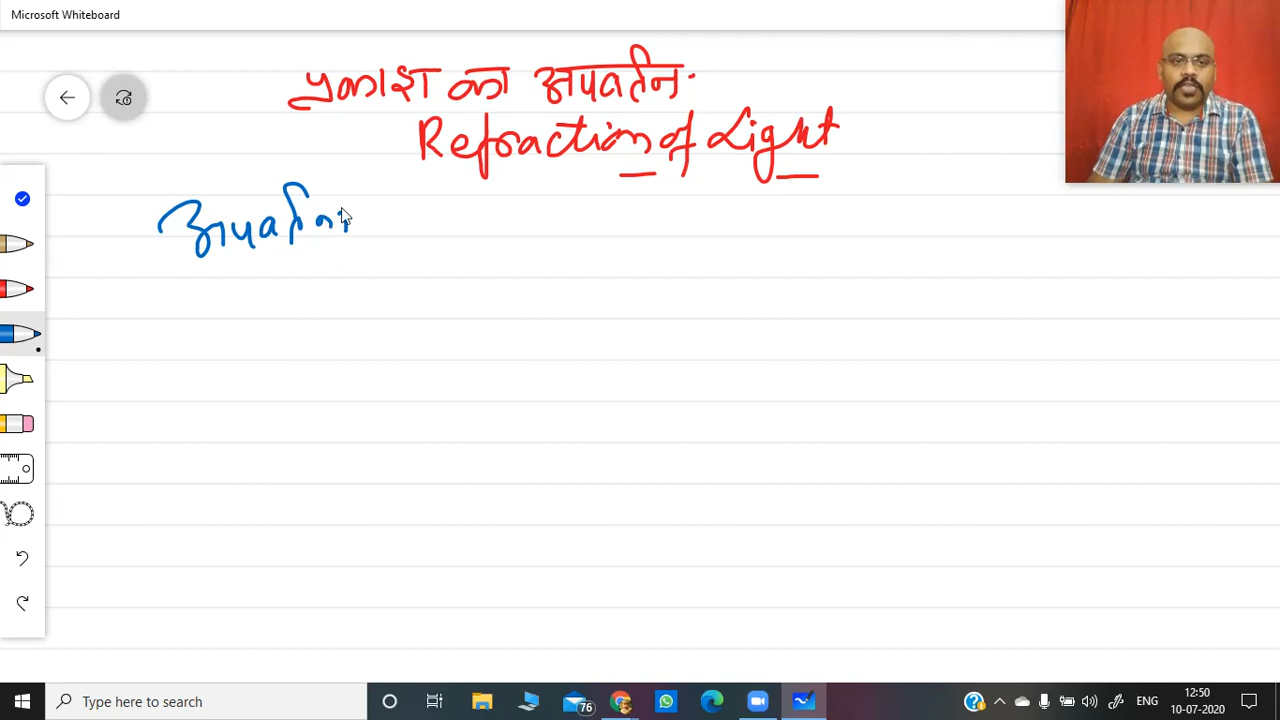 Microsoft Whiteboard
प्रकाश का अपवर्तन
Refraction of Light
अपवर्तन
Type here to search
76
ENG
12:50
10-07-2020